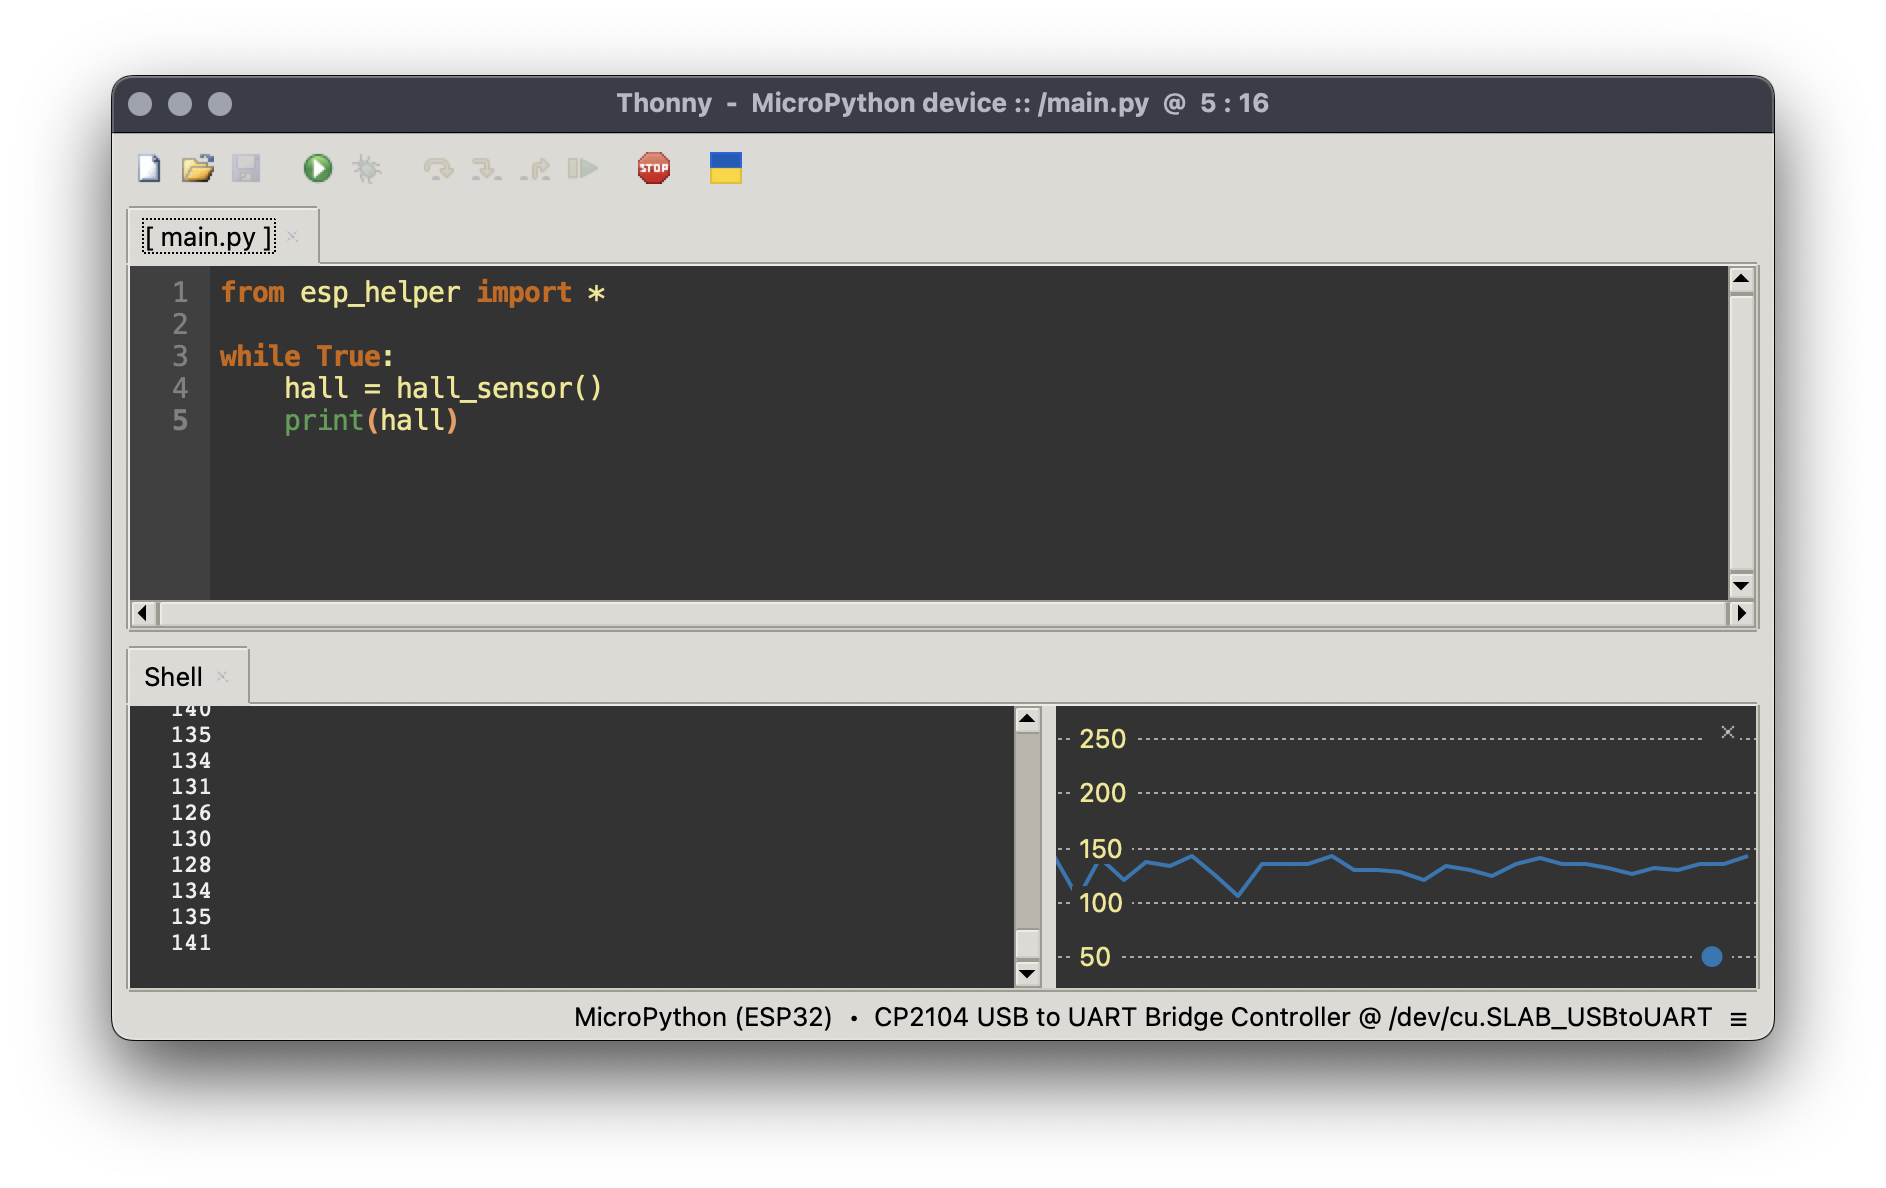 Thonny - MicroPython device :: /main.py @ 5 : 16
STOP
[ main.py ]
1 from esp_helper import *
2
3 while True:
4     hall = hall_sensor()
5     print(hall)
Shell
140
135
134
131
126
130
128
134
135
141
250
200
150
100
50
MicroPython (ESP32) • CP2104 USB to UART Bridge Controller @ /dev/cu.SLAB_USBtoUART ≡